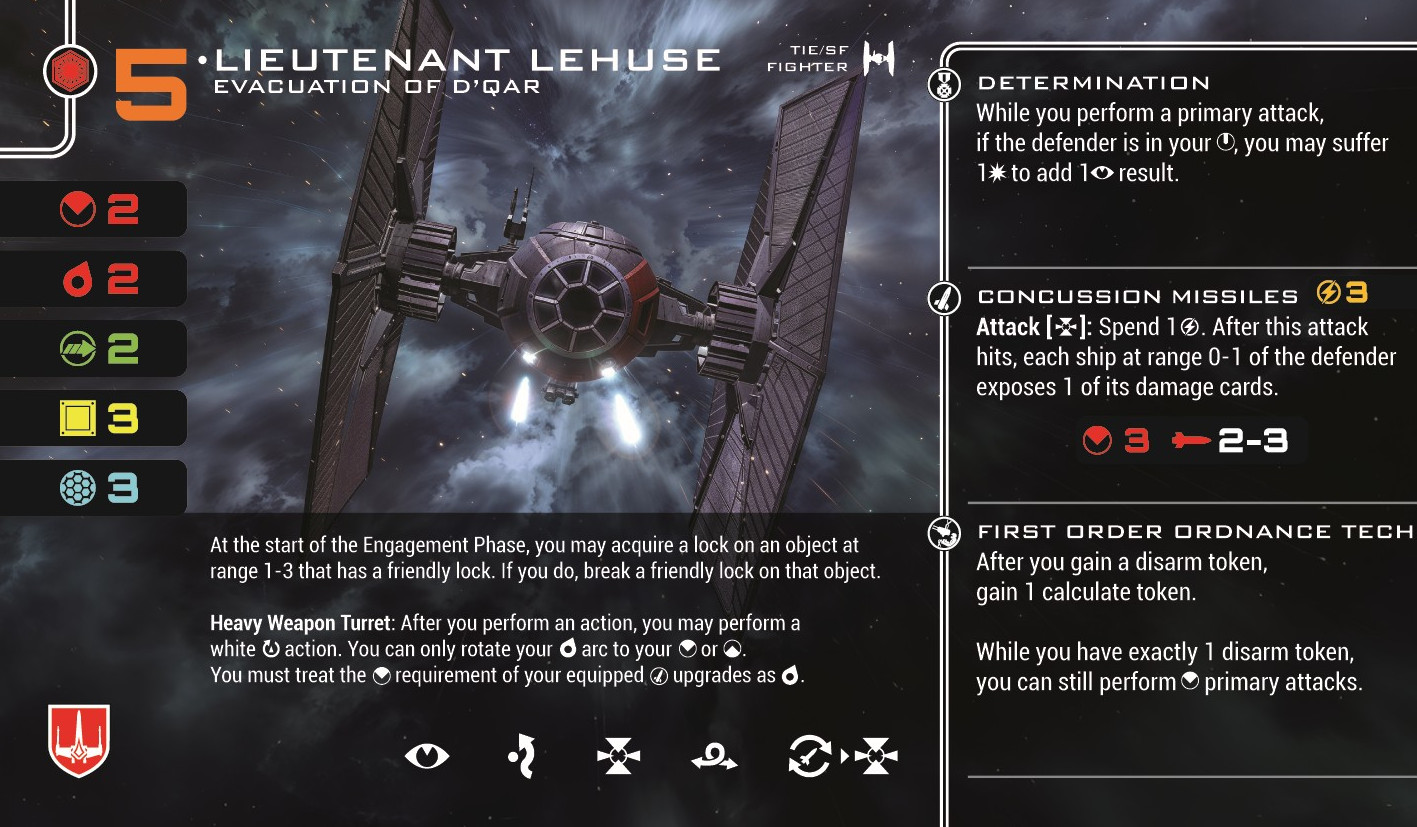 5 •LIEUTENANT LEHUSE
EVACUATION OF D'QAR
TIE/SF
FIGHTER
2
2
2
3
3
At the start of the Engagement Phase, you may acquire a lock on an object at
range 1-3 that has a friendly lock. If you do, break a friendly lock on that object.
Heavy Weapon Turret: After you perform an action, you may perform a
white action. You can only rotate your arc to your or .
You must treat the requirement of your equipped upgrades as .
DETERMINATION
While you perform a primary attack,
if the defender is in your , you may suffer
1 to add 1 result.
CONCUSSION MISSILES 3
Attack [ ]: Spend 1 . After this attack
hits, each ship at range 0-1 of the defender
exposes 1 of its damage cards.
3 2-3
FIRST ORDER ORDNANCE TECH
After you gain a disarm token,
gain 1 calculate token.
While you have exactly 1 disarm token,
you can still perform primary attacks.